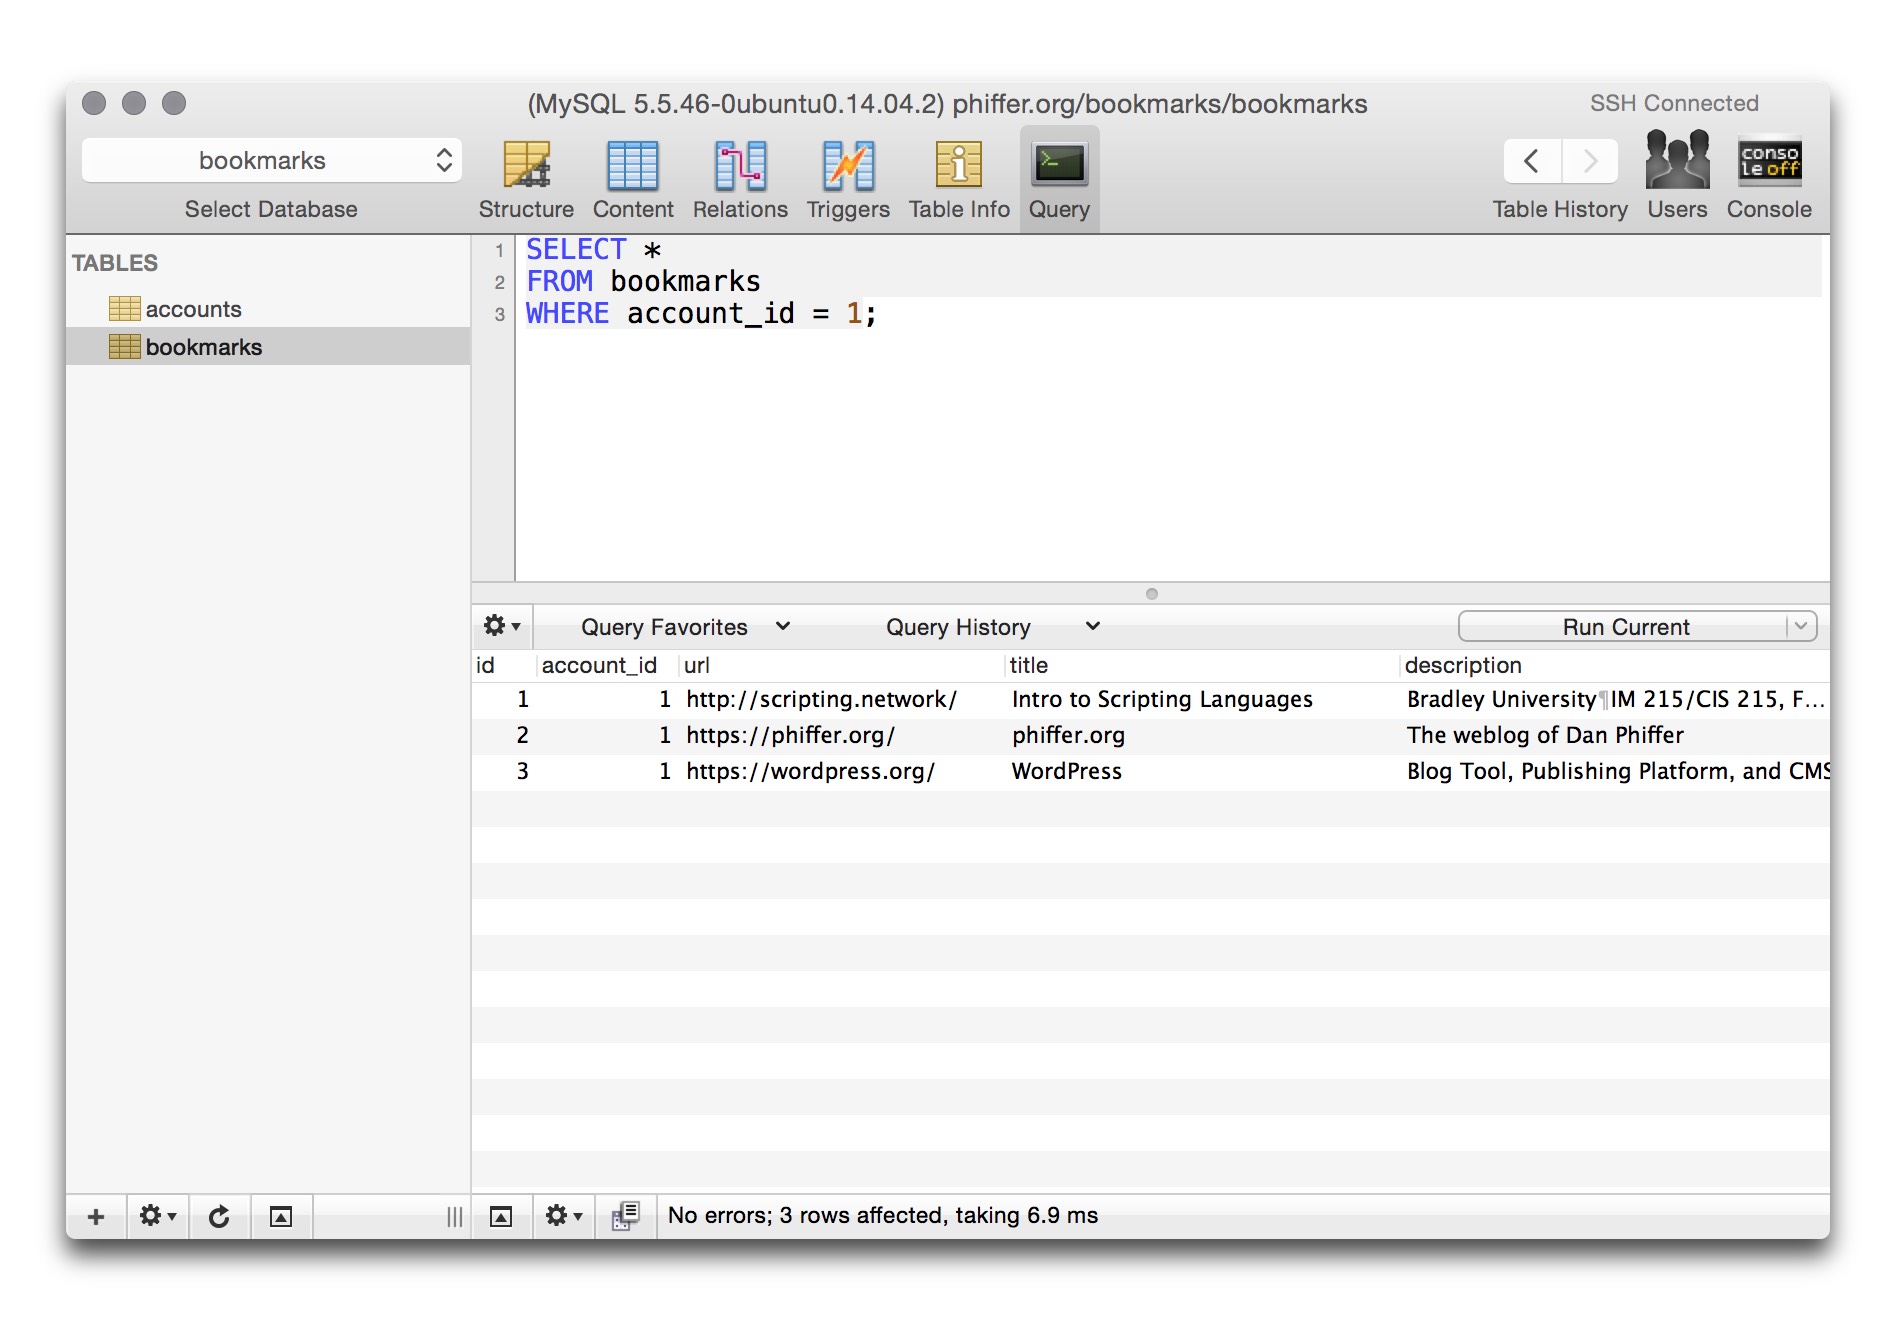 (MySQL 5.5.46-0ubuntu0.14.04.2) phiffer.org/bookmarks/bookmarks
SSH Connected
bookmarks
Select Database
Structure
Content
Relations
Triggers
Table Info
Query
Table History
Users
conso
le off
Console
TABLES
accounts
bookmarks
1 SELECT *
2 FROM bookmarks
3 WHERE account_id = 1;
Query Favorites
Query History
Run Current
id account_id url title description
1 1 http://scripting.network/ Intro to Scripting Languages Bradley University¶IM 215/CIS 215, F...
2 1 https://phiffer.org/ phiffer.org The weblog of Dan Phiffer
3 1 https://wordpress.org/ WordPress Blog Tool, Publishing Platform, and CMS
No errors; 3 rows affected, taking 6.9 ms